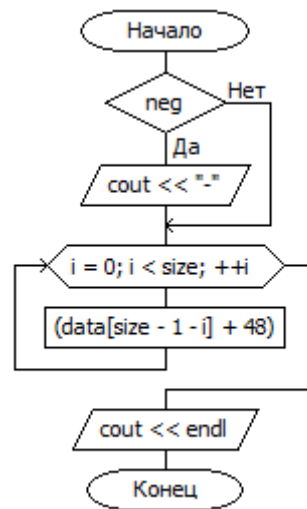 Начало
neg
Нет
Да
cout << "-"
i = 0; i < size; ++i
(data[size - 1 - i] + 48)
cout << endl
Конец